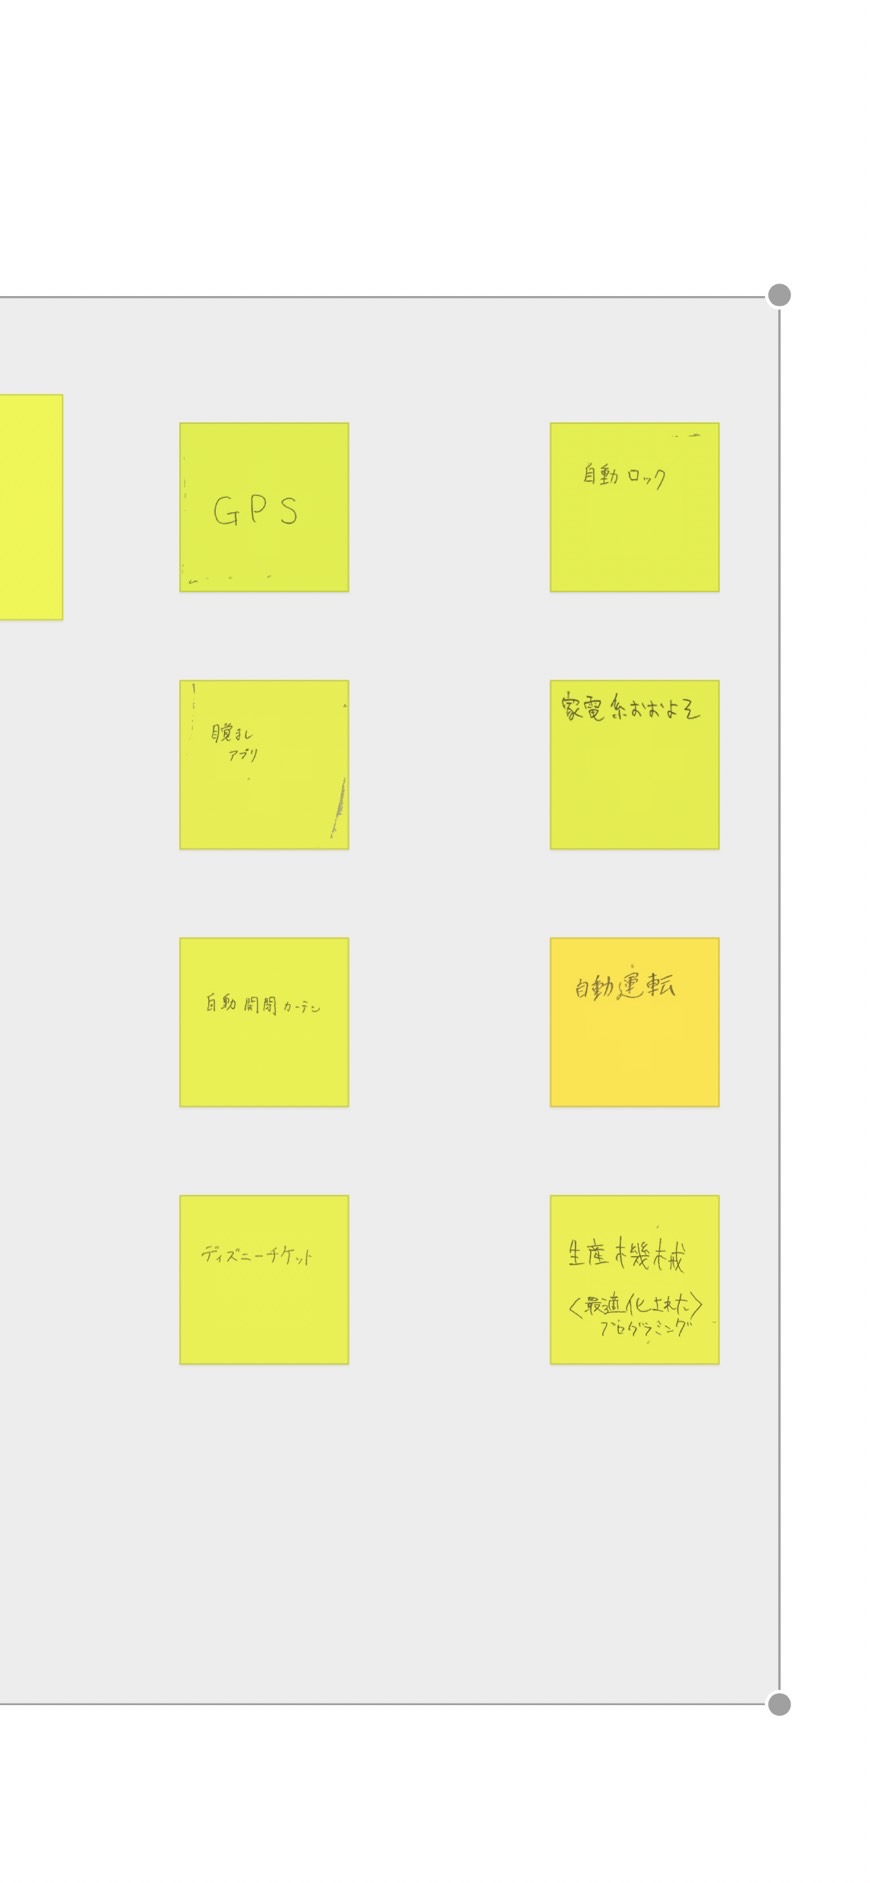 GPS
自動ロック
目覚まし
アプリ
家電系おおよそ
自動開閉カーテン
自動運転
ディズニーチケット
生産機械
〈最適化された〉
プログラミング